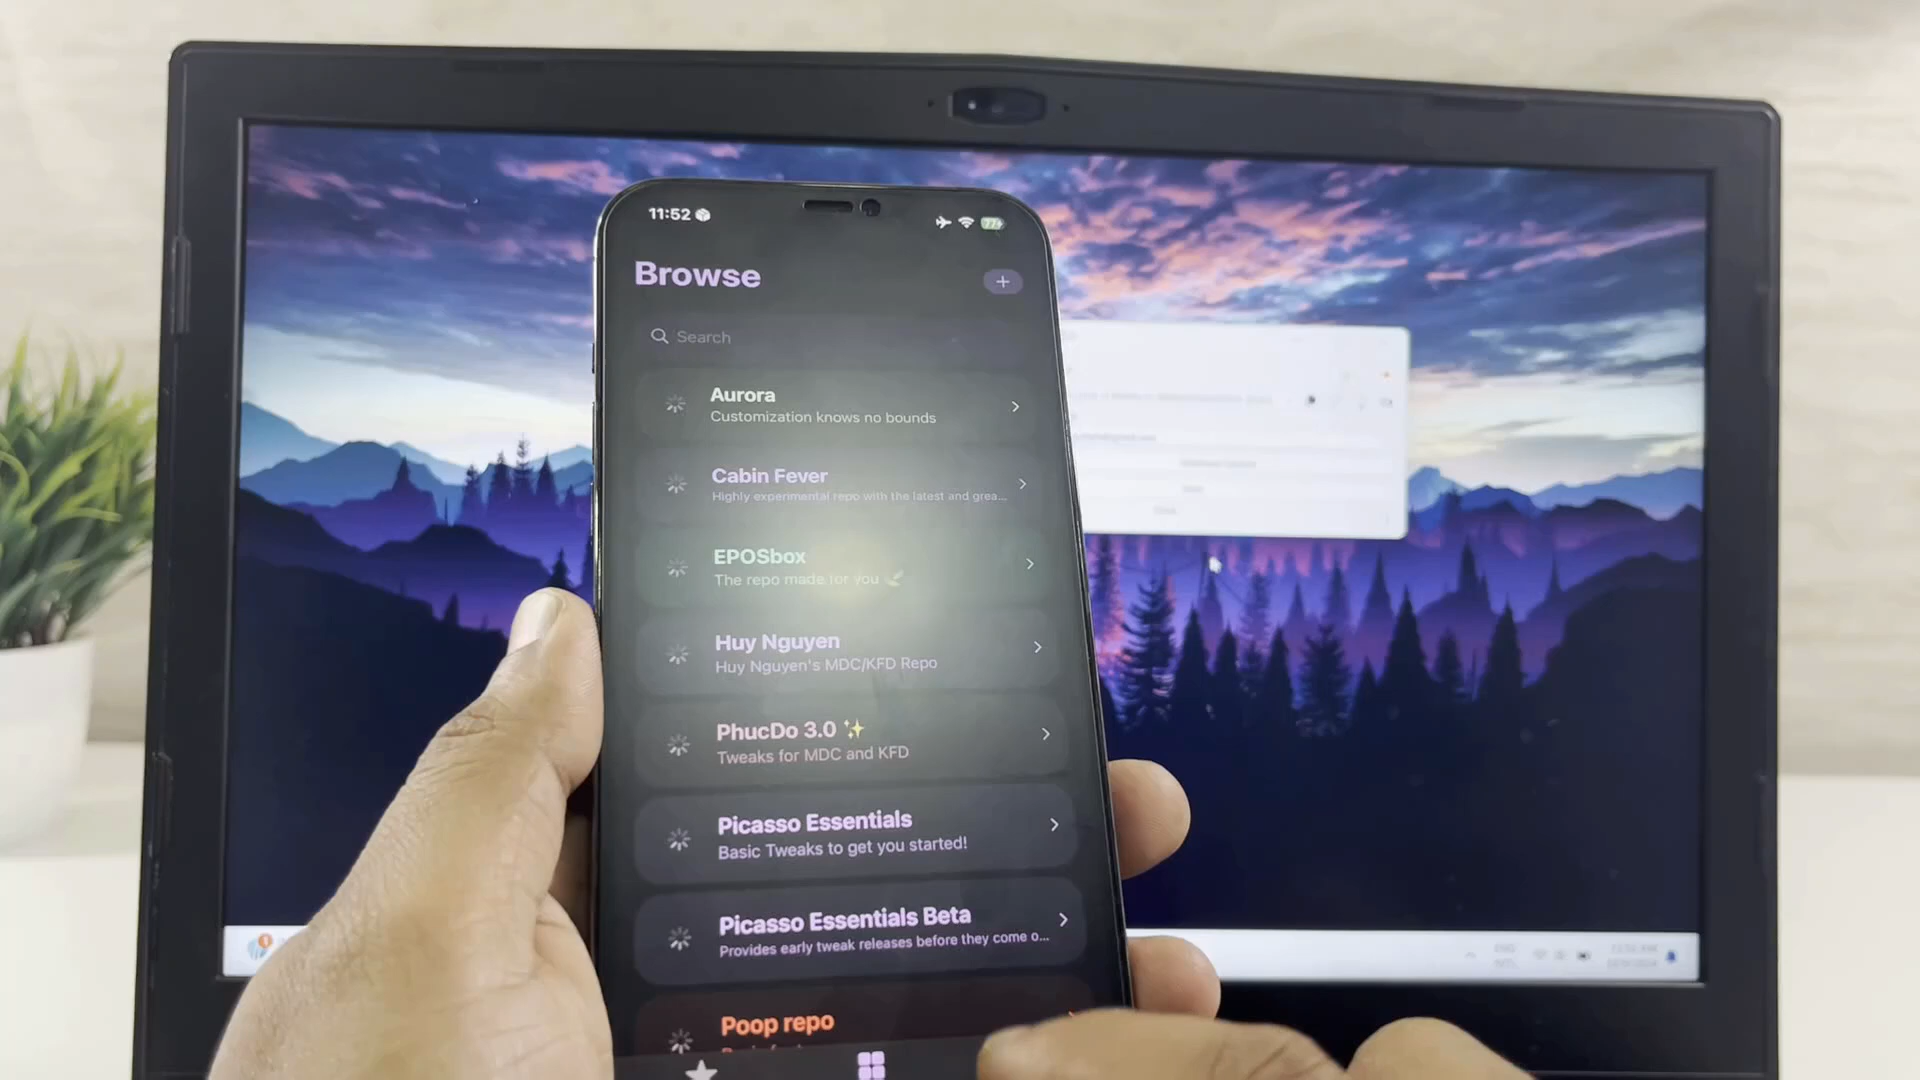 11:52
77
Browse
+
Search
Aurora
Customization knows no bounds
Cabin Fever
Highly experimental repo with the latest and grea...
EPOSbox
The repo made for you
Huy Nguyen
Huy Nguyen's MDC/KFD Repo
PhucDo 3.0 ✨
Tweaks for MDC and KFD
Picasso Essentials
Basic Tweaks to get you started!
Picasso Essentials Beta
Provides early tweak releases before they come o...
Poop repo